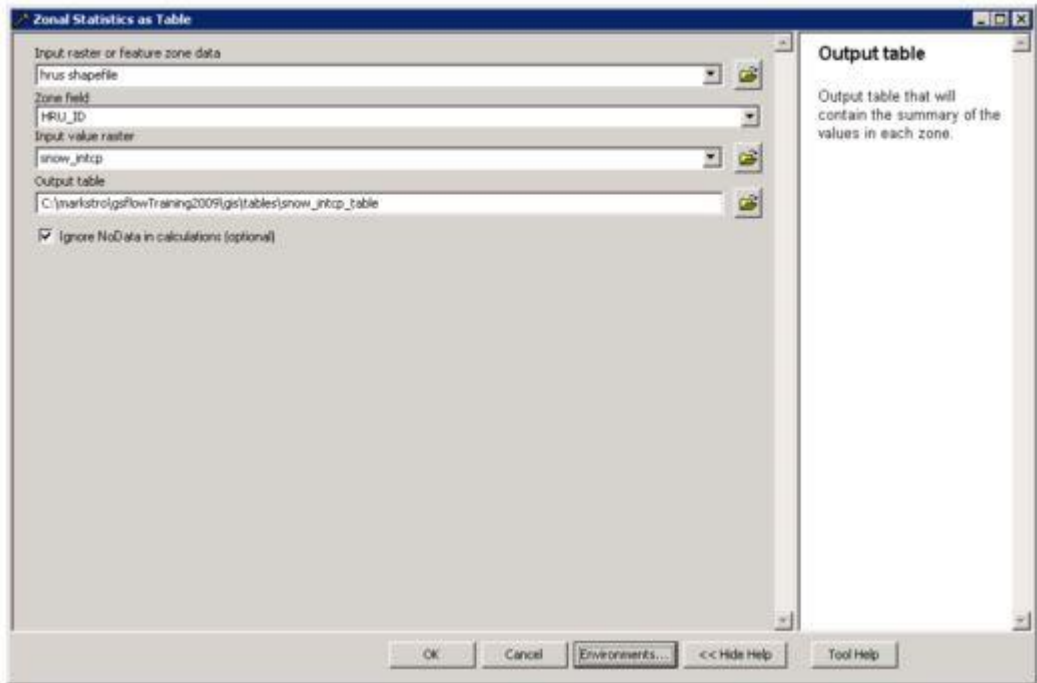 Zonal Statistics as Table
Input raster or feature zone data
hrus shapefile
Zone field
HRU_ID
Input value raster
snow_intcp
Output table
C:\markstro\gsflowTraining2009\gis\tables\snow_intcp_table
Ignore NoData in calculations (optional)
Output table
Output table that will
contain the summary of the
values in each zone.
OK
Cancel
Environments...
<< Hide Help
Tool Help